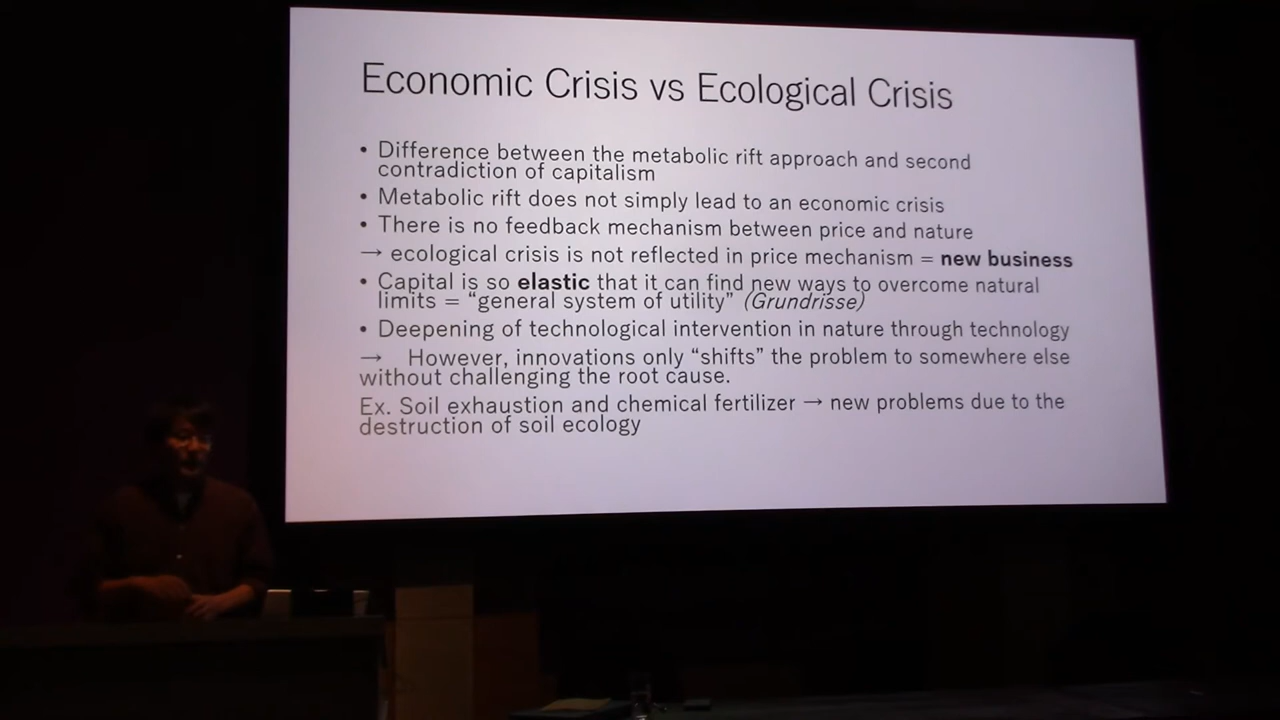 Economic Crisis vs Ecological Crisis
• Difference between the metabolic rift approach and second
contradiction of capitalism
• Metabolic rift does not simply lead to an economic crisis
• There is no feedback mechanism between price and nature
→ ecological crisis is not reflected in price mechanism = new business
• Capital is so elastic that it can find new ways to overcome natural
limits = “general system of utility” (Grundrisse)
• Deepening of technological intervention in nature through technology
→ However, innovations only “shifts” the problem to somewhere else
without challenging the root cause.
Ex. Soil exhaustion and chemical fertilizer → new problems due to the
destruction of soil ecology